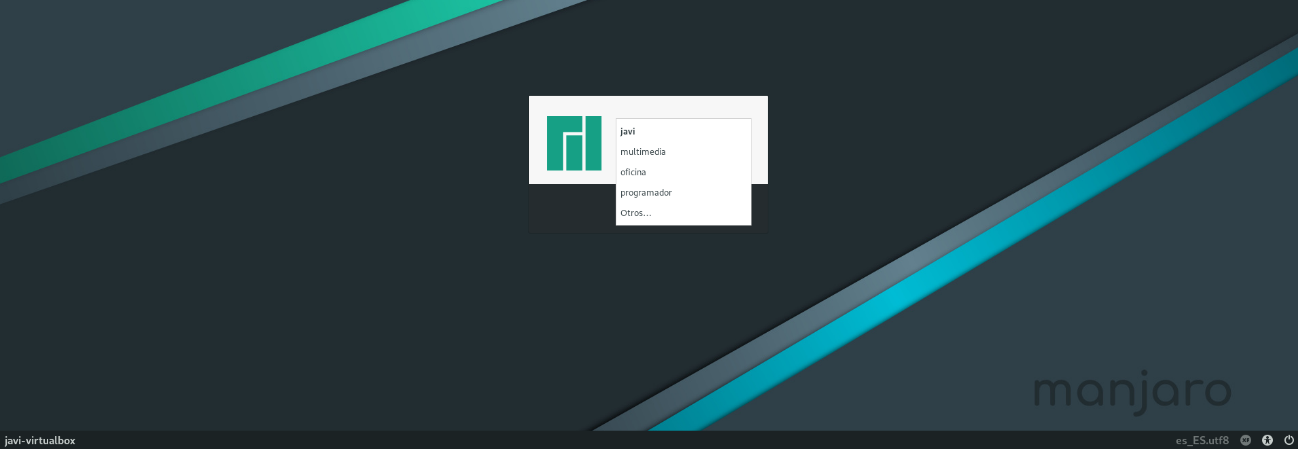 javi
multimedia
oficina
programador
Otros...
manjaro
javi-virtualbox
es_ES.utf8